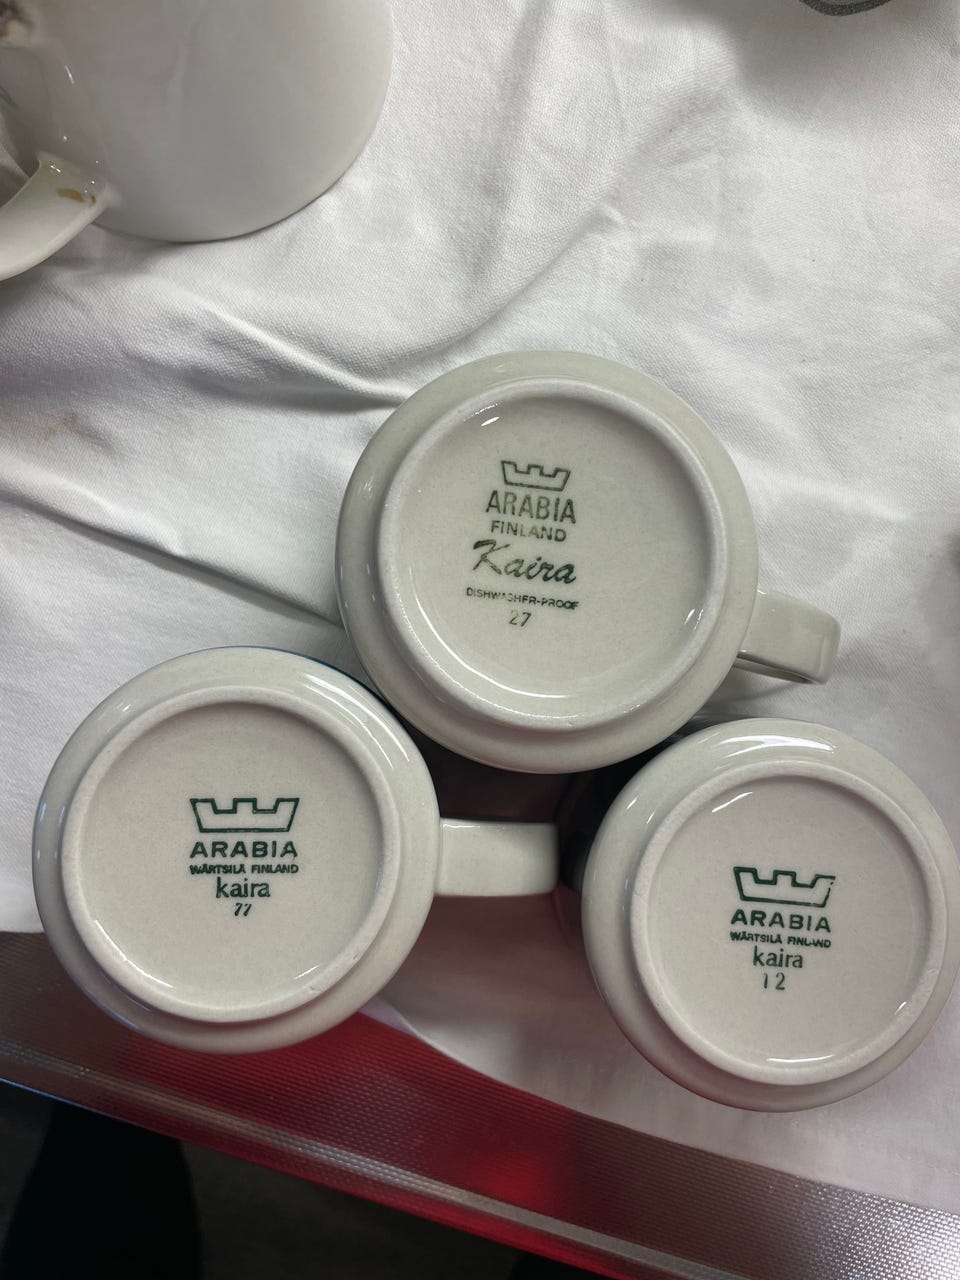 ARABIA
FINLAND
Kaira
DISHWASHER-PROOF
27
ARABIA
WÄRTSILÄ FINLAND
kaira
77
ARABIA
WÄRTSILÄ FINLAND
kaira
12